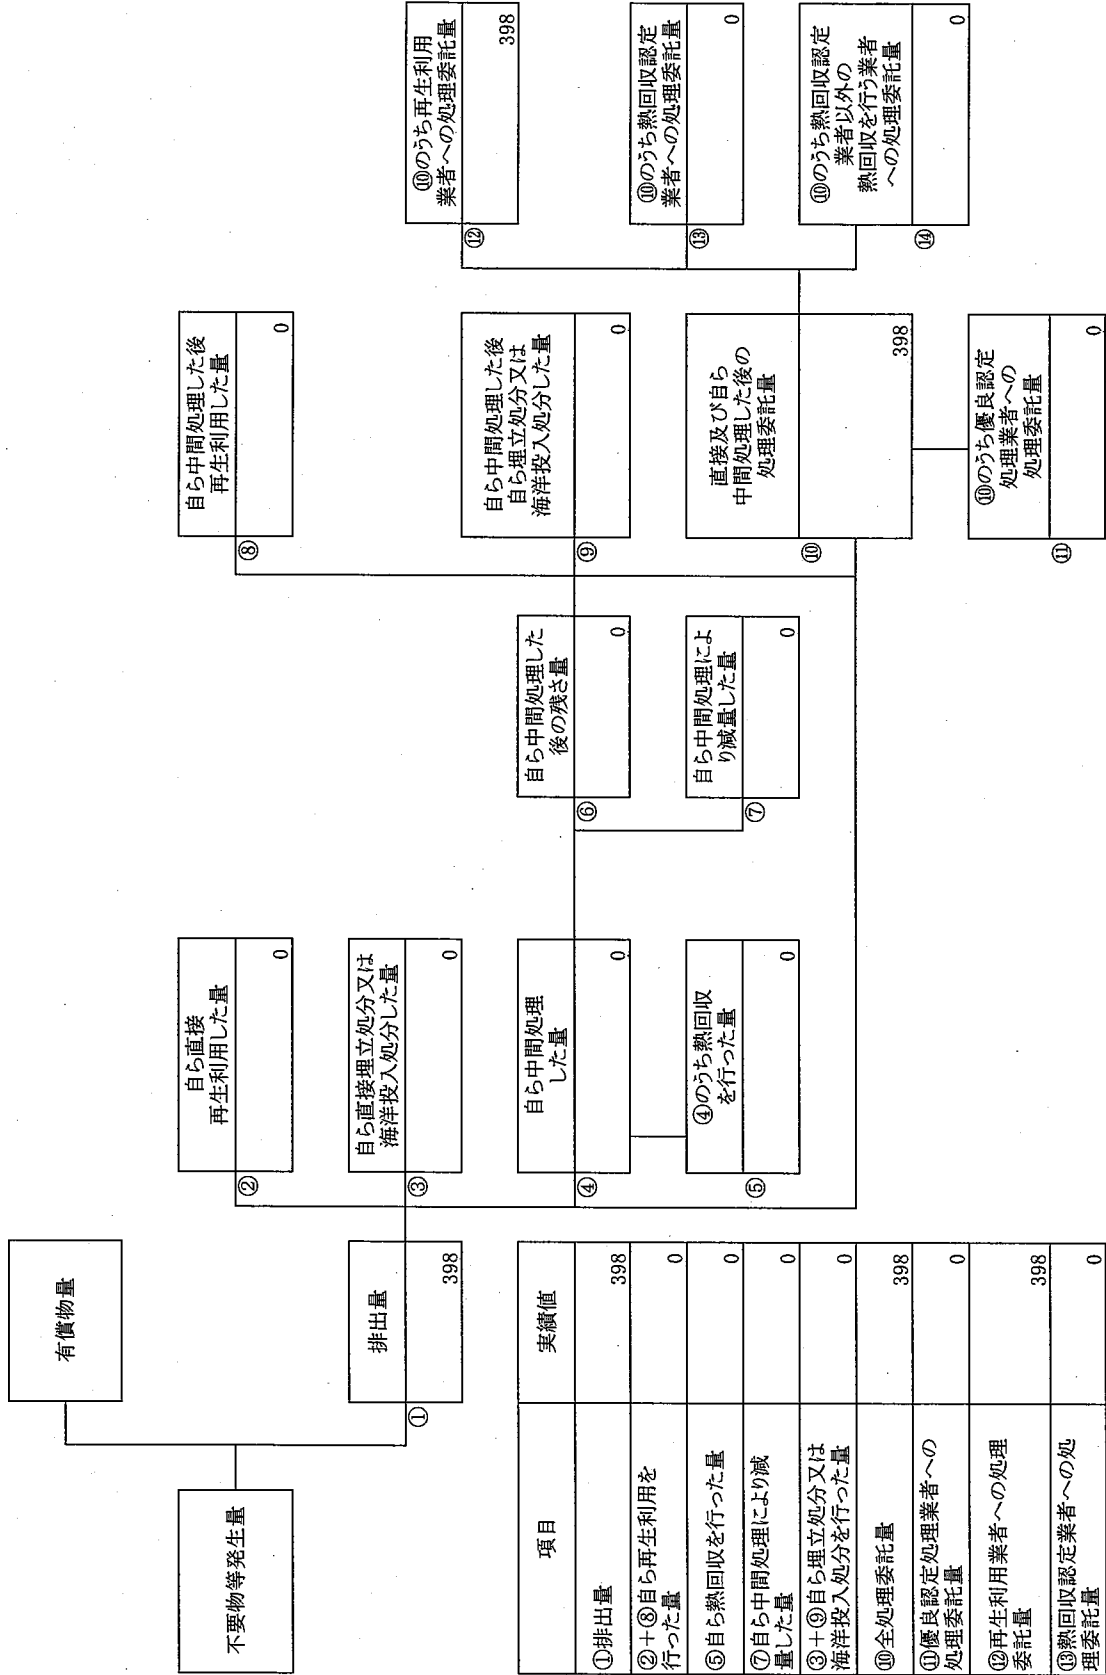 不要物等発生量
有償物量
①
排出量
398
②
自ら直接
再生利用した量
0
③
自ら直接埋立処分又は
海洋投入処分した量
0
④
自ら中間処理
した量
0
⑤
④のうち熱回収
を行った量
0
⑥
自ら中間処理した
後の残さ量
0
⑦
自ら中間処理によ
り減量した量
0
⑧
自ら中間処理した後
再生利用した量
0
⑨
自ら中間処理した後
自ら埋立処分又は
海洋投入処分した量
0
⑩
直接及び自ら
中間処理した後の
処理委託量
398
⑪
⑩のうち優良認定
処理業者への
処理委託量
0
⑫
⑩のうち再生利用
業者への処理委託量
398
⑬
⑩のうち熱回収認定
業者への処理委託量
0
⑭
⑩のうち熱回収認定
業者以外の
熱回収を行う業者
への処理委託量
0
項目 実績値
①排出量 398
②+⑧自ら再生利用を
行った量 0
⑤自ら熱回収を行った量 0
⑦自ら中間処理により減
量した量 0
③+⑨自ら埋立処分又は
海洋投入処分を行った量 0
⑩全処理委託量 398
⑪優良認定処理業者への
処理委託量 0
⑫再生利用業者への処理
委託量 398
⑬熱回収認定業者への処
理委託量 0